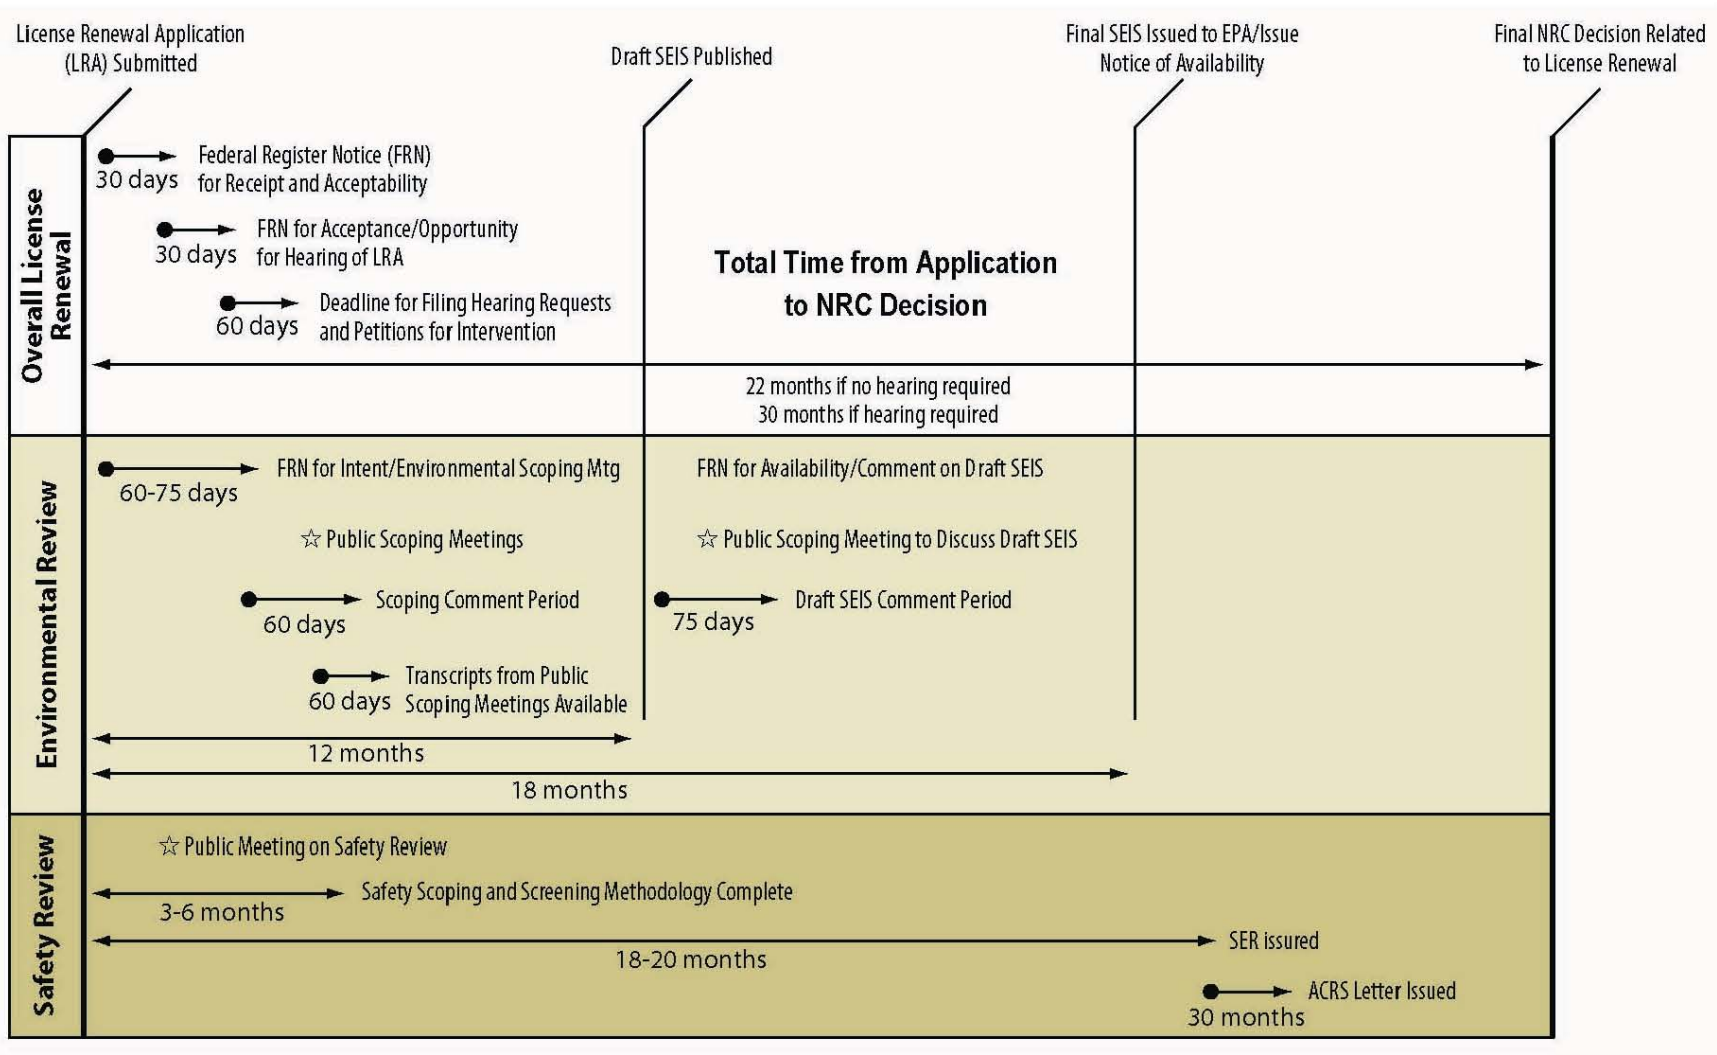 License Renewal Application
(LRA) Submitted
Draft SEIS Published
Final SEIS Issued to EPA/Issue
Notice of Availability
Final NRC Decision Related
to License Renewal
Overall License
Renewal
Federal Register Notice (FRN)
30 days
for Receipt and Acceptability
FRN for Acceptance/Opportunity
30 days
for Hearing of LRA
Deadline for Filing Hearing Requests
60 days
and Petitions for Intervention
Total Time from Application
to NRC Decision
22 months if no hearing required
30 months if hearing required
Environmental Review
FRN for Intent/Environmental Scoping Mtg
60-75 days
☆ Public Scoping Meetings
Scoping Comment Period
60 days
Transcripts from Public
60 days
Scoping Meetings Available
FRN for Availability/Comment on Draft SEIS
☆ Public Scoping Meeting to Discuss Draft SEIS
Draft SEIS Comment Period
75 days
12 months
18 months
Safety Review
☆ Public Meeting on Safety Review
Safety Scoping and Screening Methodology Complete
3-6 months
SER issured
18-20 months
ACRS Letter Issued
30 months